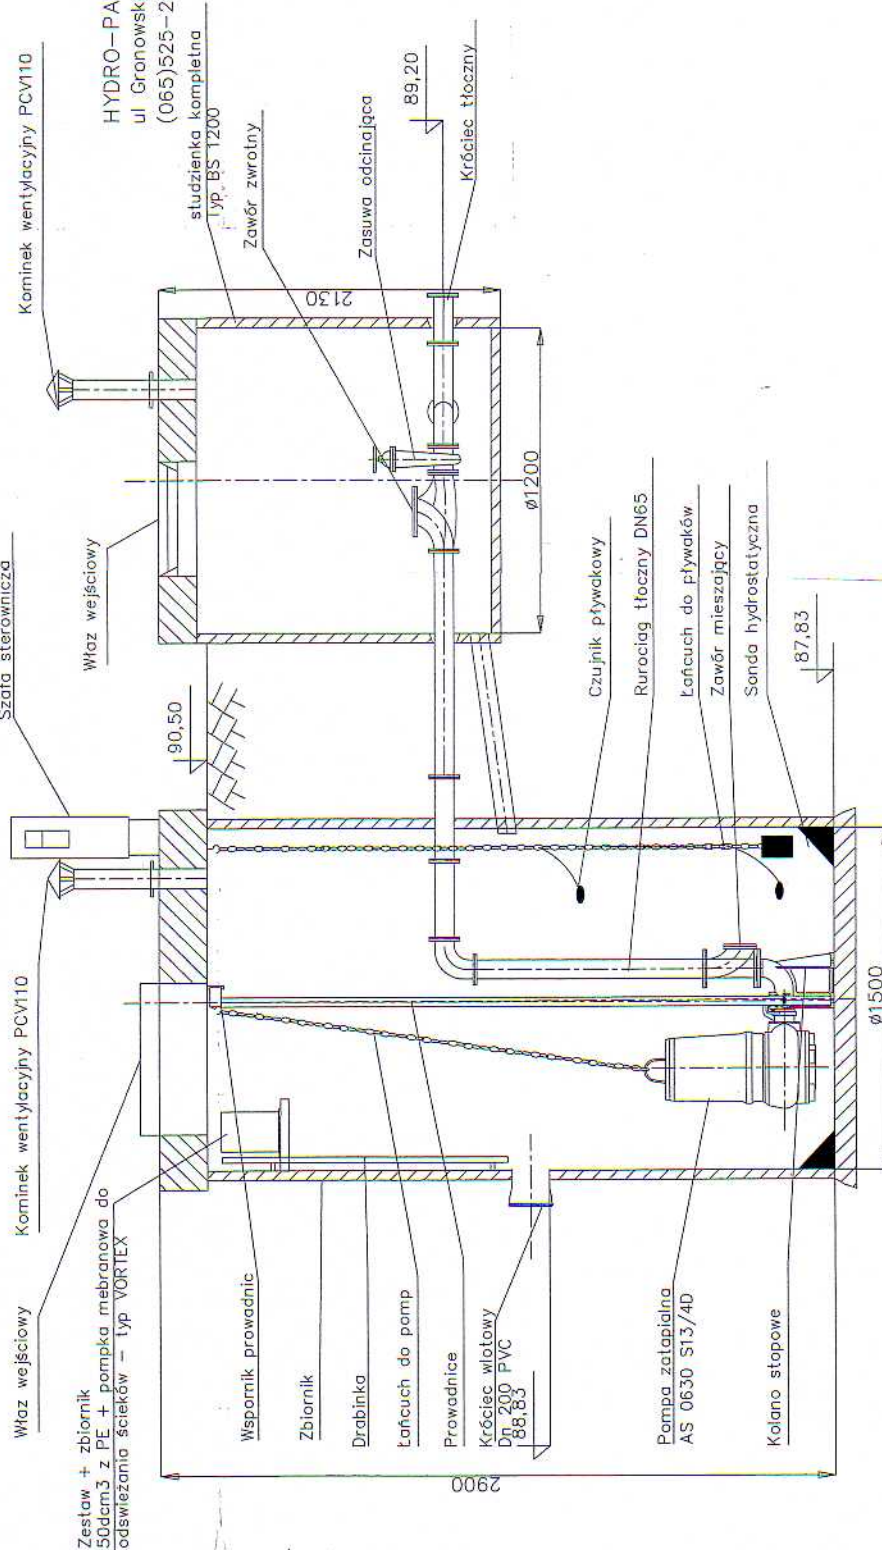 HYDRO-PA
ul Gronowsk
(065)525-2
Kominek wentylacyjny PCV110
studzienka kompletna
Typ. BS 1200
Zawór zwrotny
Zasuwa odcinająca
89,20
Króciec tłoczny
2130
Właz wejściowy
Szafa sterownicza
90,50
ø1200
Czujnik pływakowy
Rurociąg tłoczny DN65
Łańcuch do pływaków
Zawór mieszający
Sonda hydrostatyczna
87,83
Kominek wentylacyjny PCV110
Właz wejściowy
Zestaw + zbiornik
50dcm3 z PE + pompka mebranowa do
odswieżania ścieków - typ VORTEX
Wspornik prowadnic
Zbiornik
Drabinka
Łańcuch do pomp
Prowadnice
Króciec wlotowy
Dn 200 PVC
88,83
Pompa zatapialna
AS 0630 S13/4D
Kolano stopowe
2900
ø1500